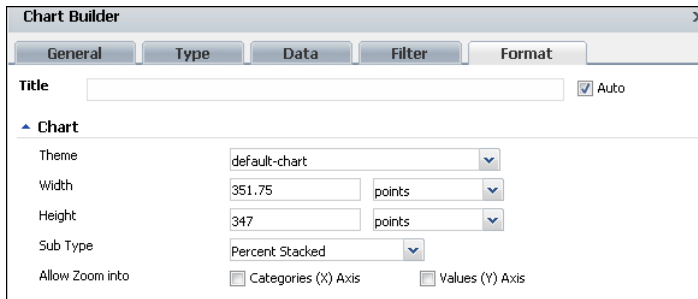 Chart Builder
General Type Data Filter Format
Title Auto
Chart
Theme default-chart
Width 351.75 points
Height 347 points
Sub Type Percent Stacked
Allow Zoom into Categories (X) Axis Values (Y) Axis